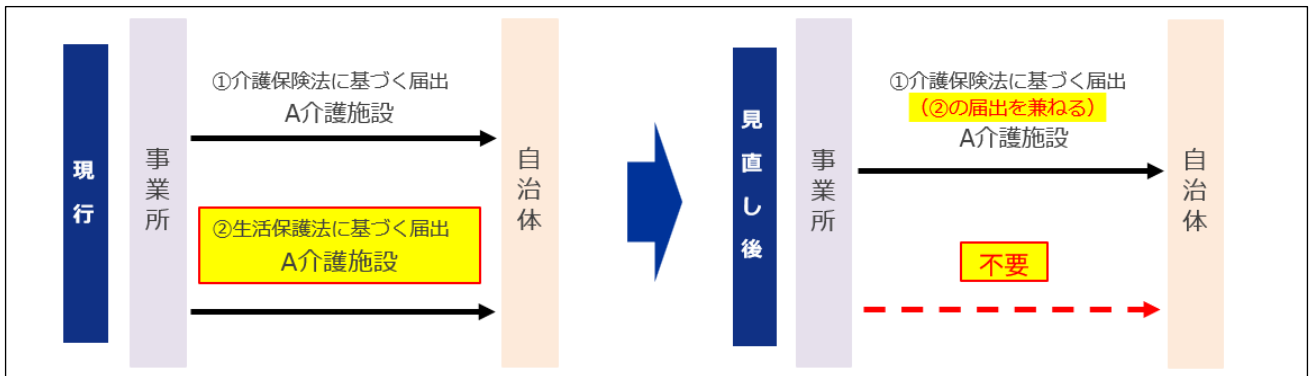 現行
事業所
①介護保険法に基づく届出
A介護施設
②生活保護法に基づく届出
A介護施設
自治体
見直し後
事業所
①介護保険法に基づく届出
（②の届出を兼ねる）
A介護施設
不要
自治体